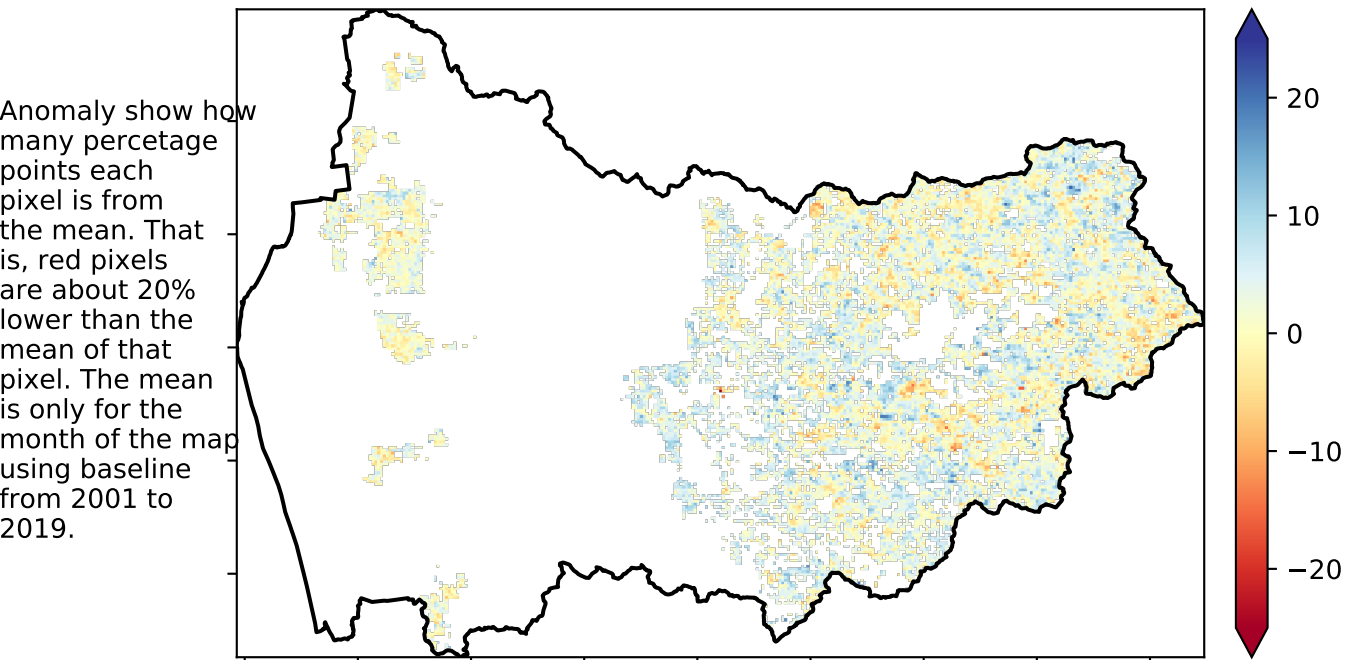 Anomaly show how
many percetage
points each
pixel is from
the mean. That
is, red pixels
are about 20%
lower than the
mean of that
pixel. The mean
is only for the
month of the map
using baseline
from 2001 to
2019.
20
10
0
−10
−20